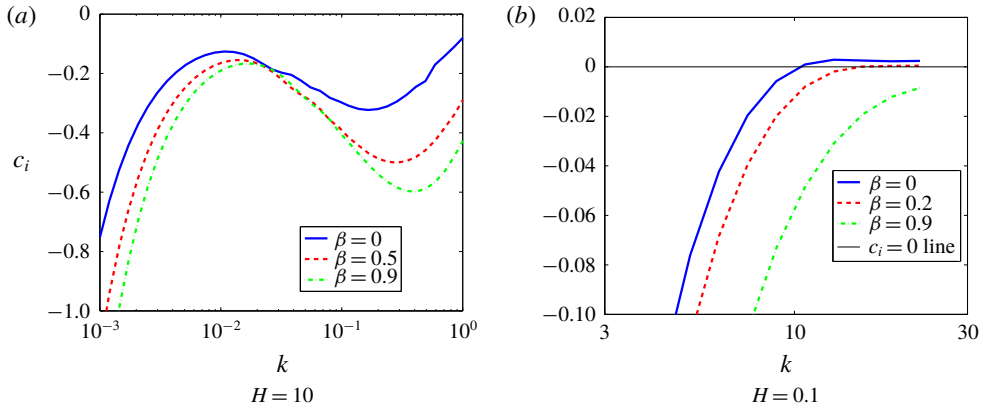 (a)
0
−0.2
−0.4
−0.6
−0.8
−1.0
c_i
10^{−3} 10^{−2} 10^{−1} 10^{0}
k
β = 0
β = 0.5
β = 0.9
H = 10
(b)
0.02
0
−0.02
−0.04
−0.06
−0.08
−0.10
3 10 30
k
β = 0
β = 0.2
β = 0.9
c_i = 0 line
H = 0.1